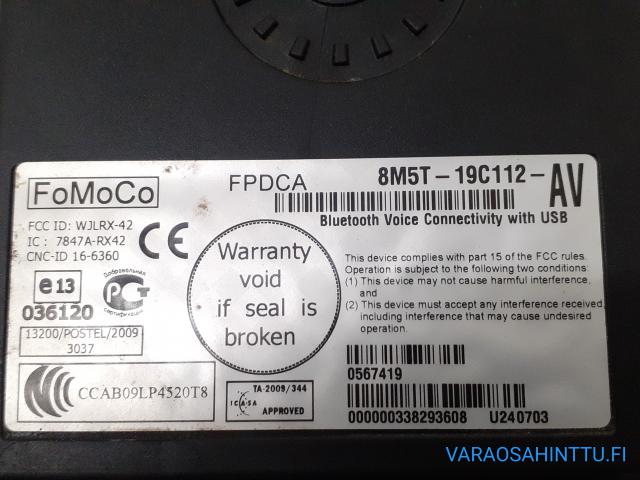 FoMoCo
FPDCA
8M5T-19C112-AV
Bluetooth Voice Connectivity with USB
FCC ID: WJLRX-42
IC : 7847A-RX42
CNC-ID 16-6360
CE
e13
036120
Добровольная
РСТ
сертификация
13200/POSTEL/2009
3037
CCAB09LP4520T8
Warranty
void
if seal is
broken
This device complies with part 15 of the FCC rules.
Operation is subject to the following two conditions:
(1) This device may not cause harmful interference,
and
(2) This device must accept any interference received,
including interference that may cause undesired
operation.
0567419
TA-2009/344
ICASA
APPROVED
000000338293608
U240703
VARAOSAHINTTU.FI